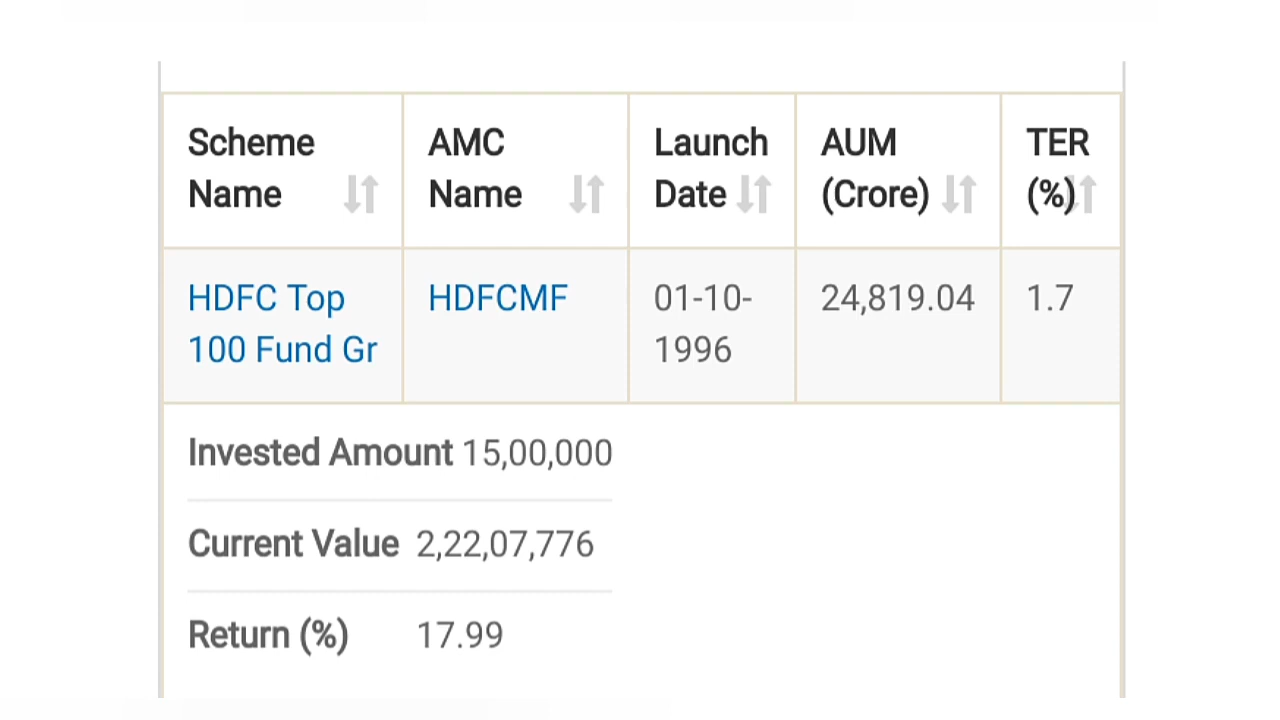 Scheme Name
AMC Name
Launch Date
AUM (Crore)
TER (%)
HDFC Top 100 Fund Gr
HDFCMF
01-10-1996
24,819.04
1.7
Invested Amount 15,00,000
Current Value 2,22,07,776
Return (%) 17.99